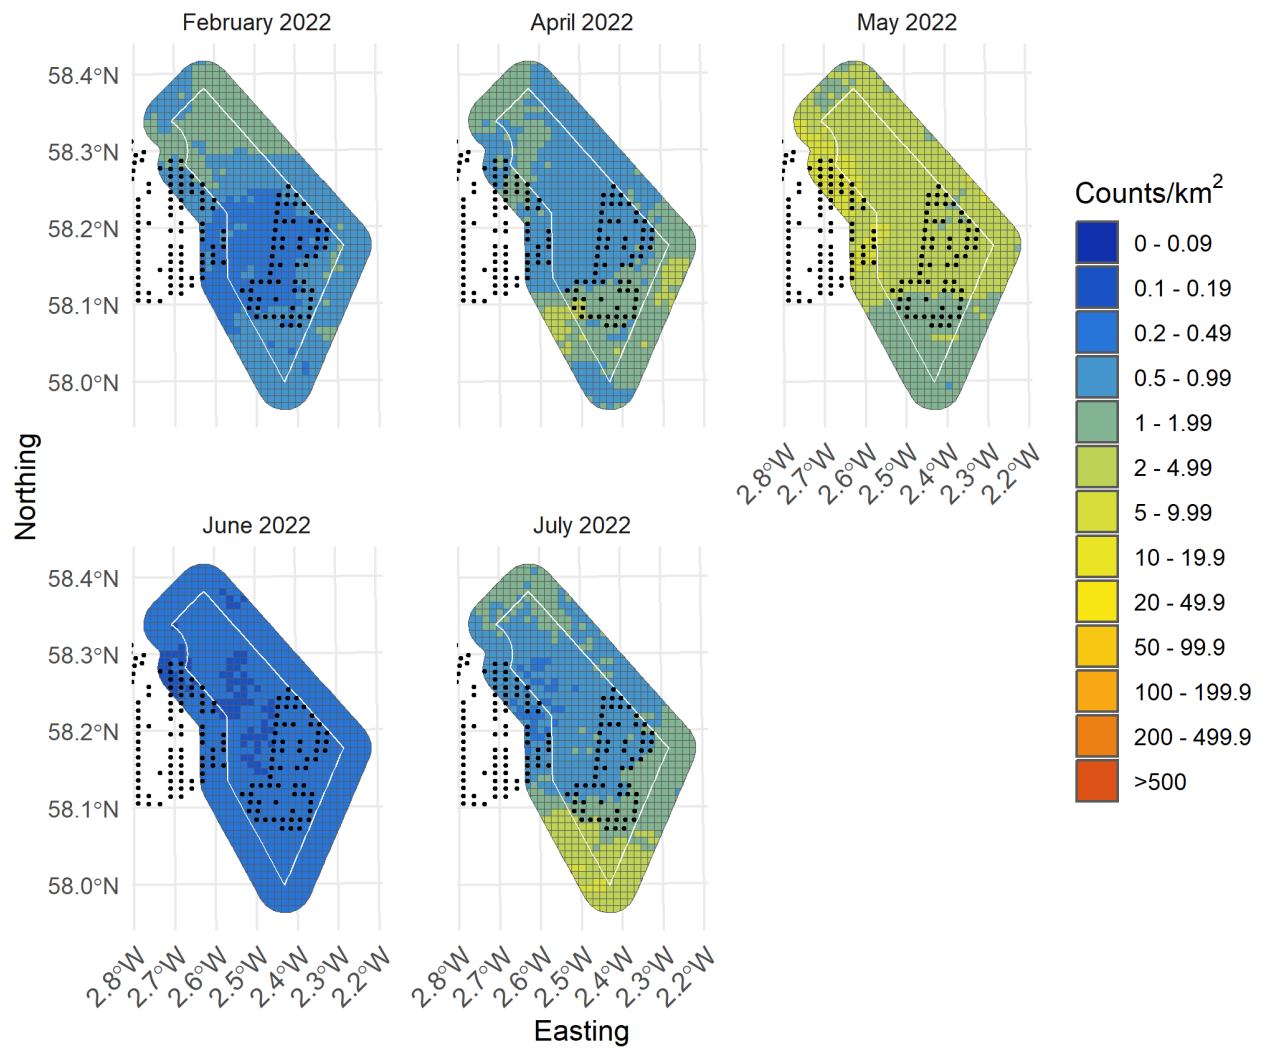 February 2022
April 2022
May 2022
58.4°N
58.3°N
58.2°N
58.1°N
58.0°N
2.8°W
2.7°W
2.6°W
2.5°W
2.4°W
2.3°W
2.2°W
Northing
June 2022
July 2022
58.4°N
58.3°N
58.2°N
58.1°N
58.0°N
2.8°W
2.7°W
2.6°W
2.5°W
2.4°W
2.3°W
2.2°W
2.8°W
2.7°W
2.6°W
2.5°W
2.4°W
2.3°W
2.2°W
Easting
Counts/km²
0 - 0.09
0.1 - 0.19
0.2 - 0.49
0.5 - 0.99
1 - 1.99
2 - 4.99
5 - 9.99
10 - 19.9
20 - 49.9
50 - 99.9
100 - 199.9
200 - 499.9
>500